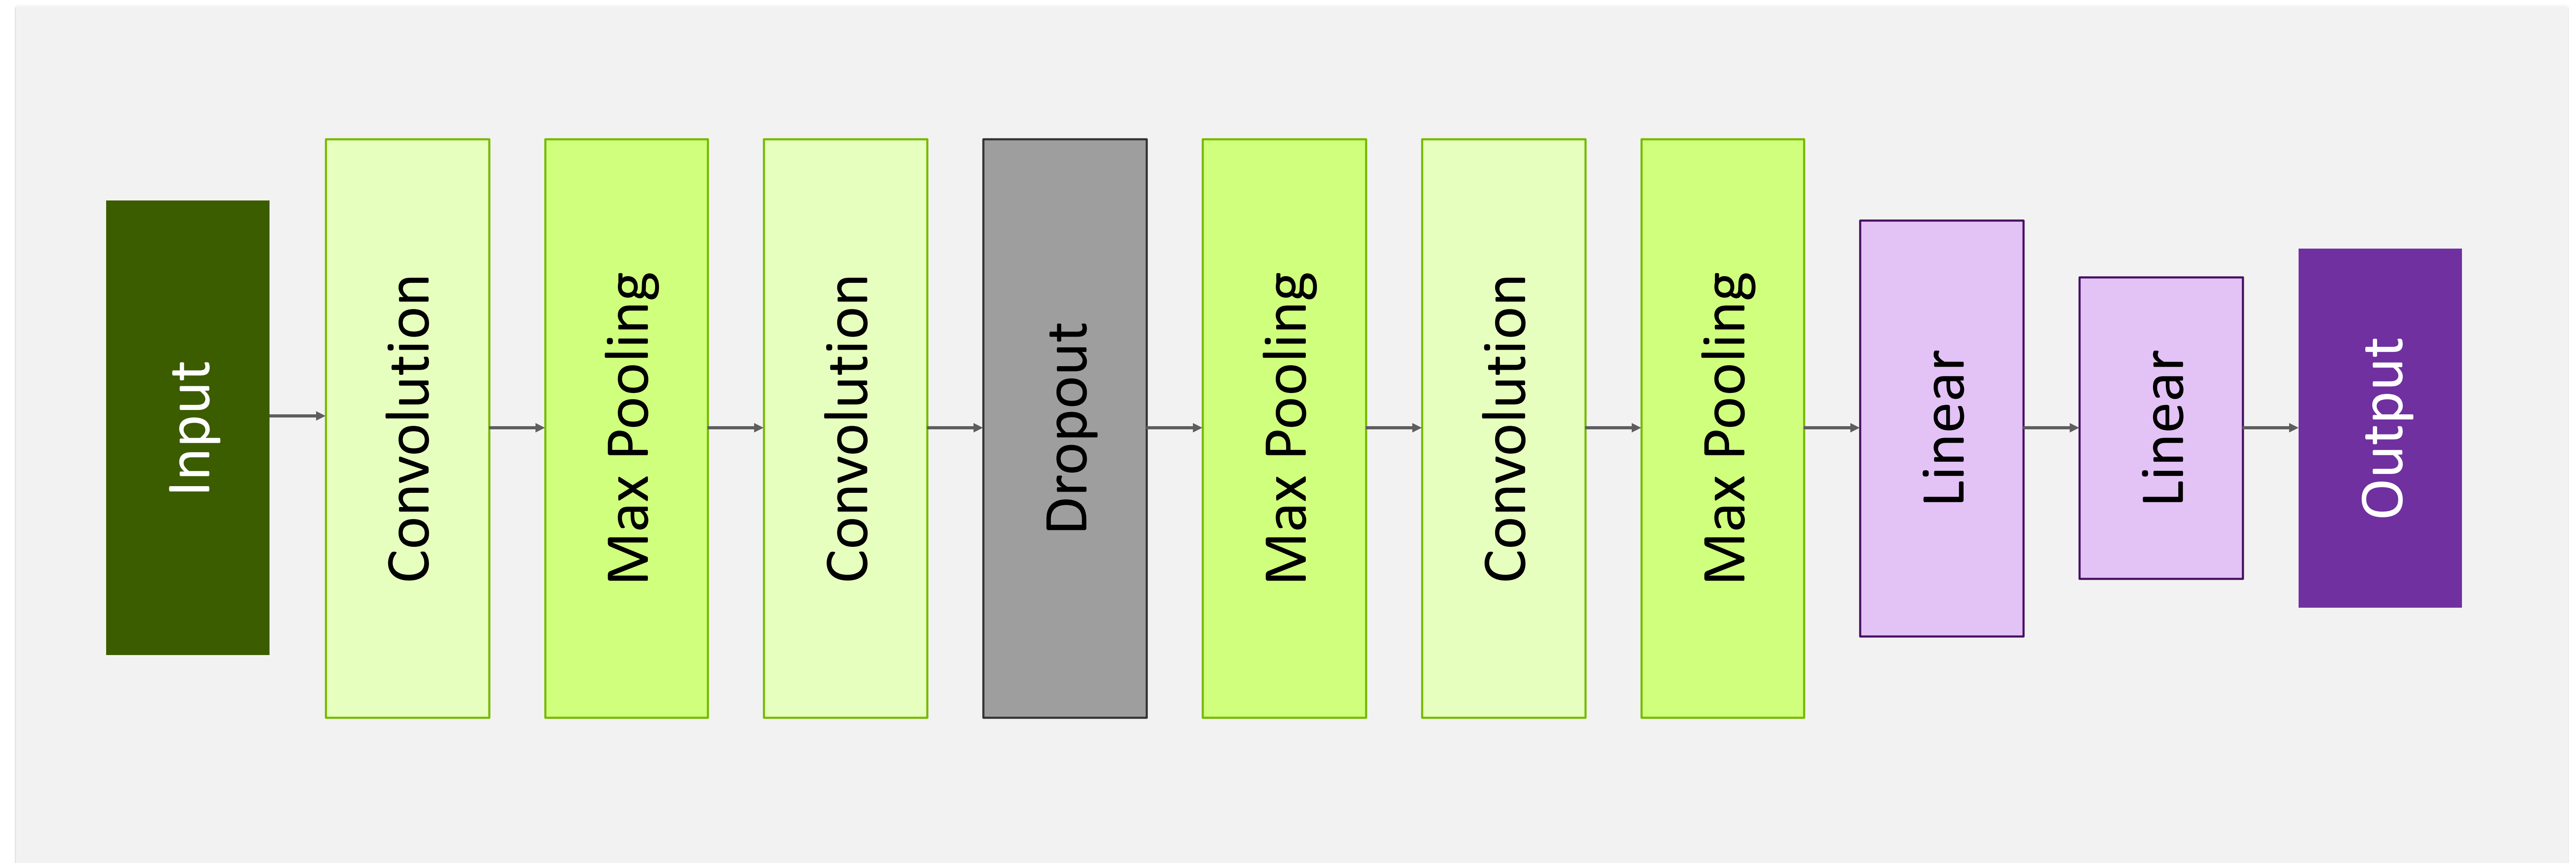 Input
Convolution
Max Pooling
Convolution
Dropout
Max Pooling
Convolution
Max Pooling
Linear
Linear
Output